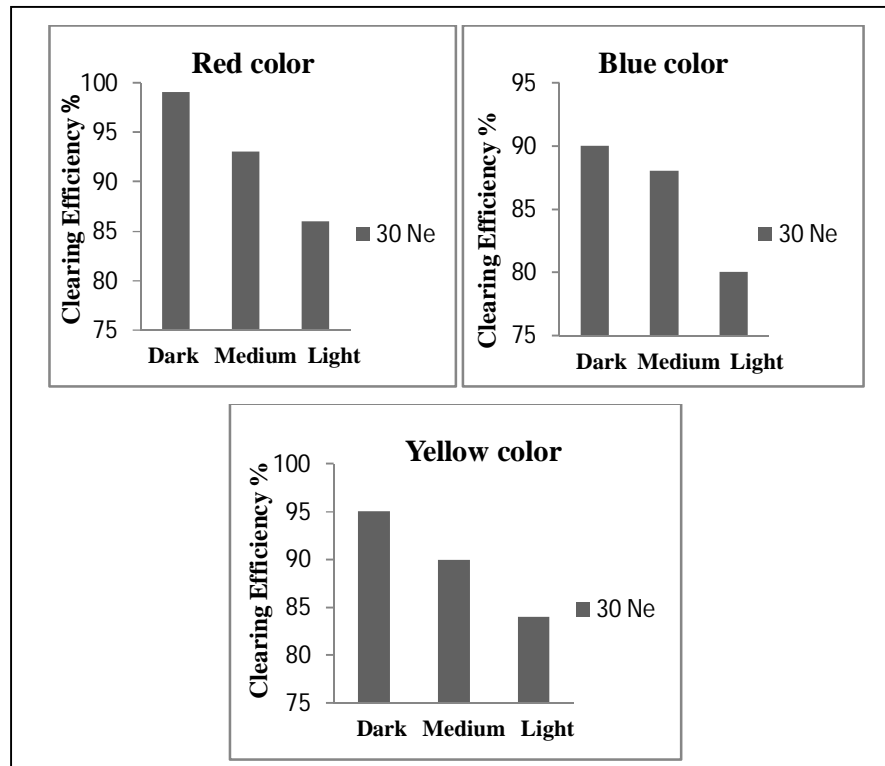 Red color
Clearing Efficiency %
100
95
90
85
80
75
Dark Medium Light
30 Ne
Blue color
Clearing Efficiency %
95
90
85
80
75
Dark Medium Light
30 Ne
Yellow color
Clearing Efficiency %
100
95
90
85
80
75
Dark Medium Light
30 Ne